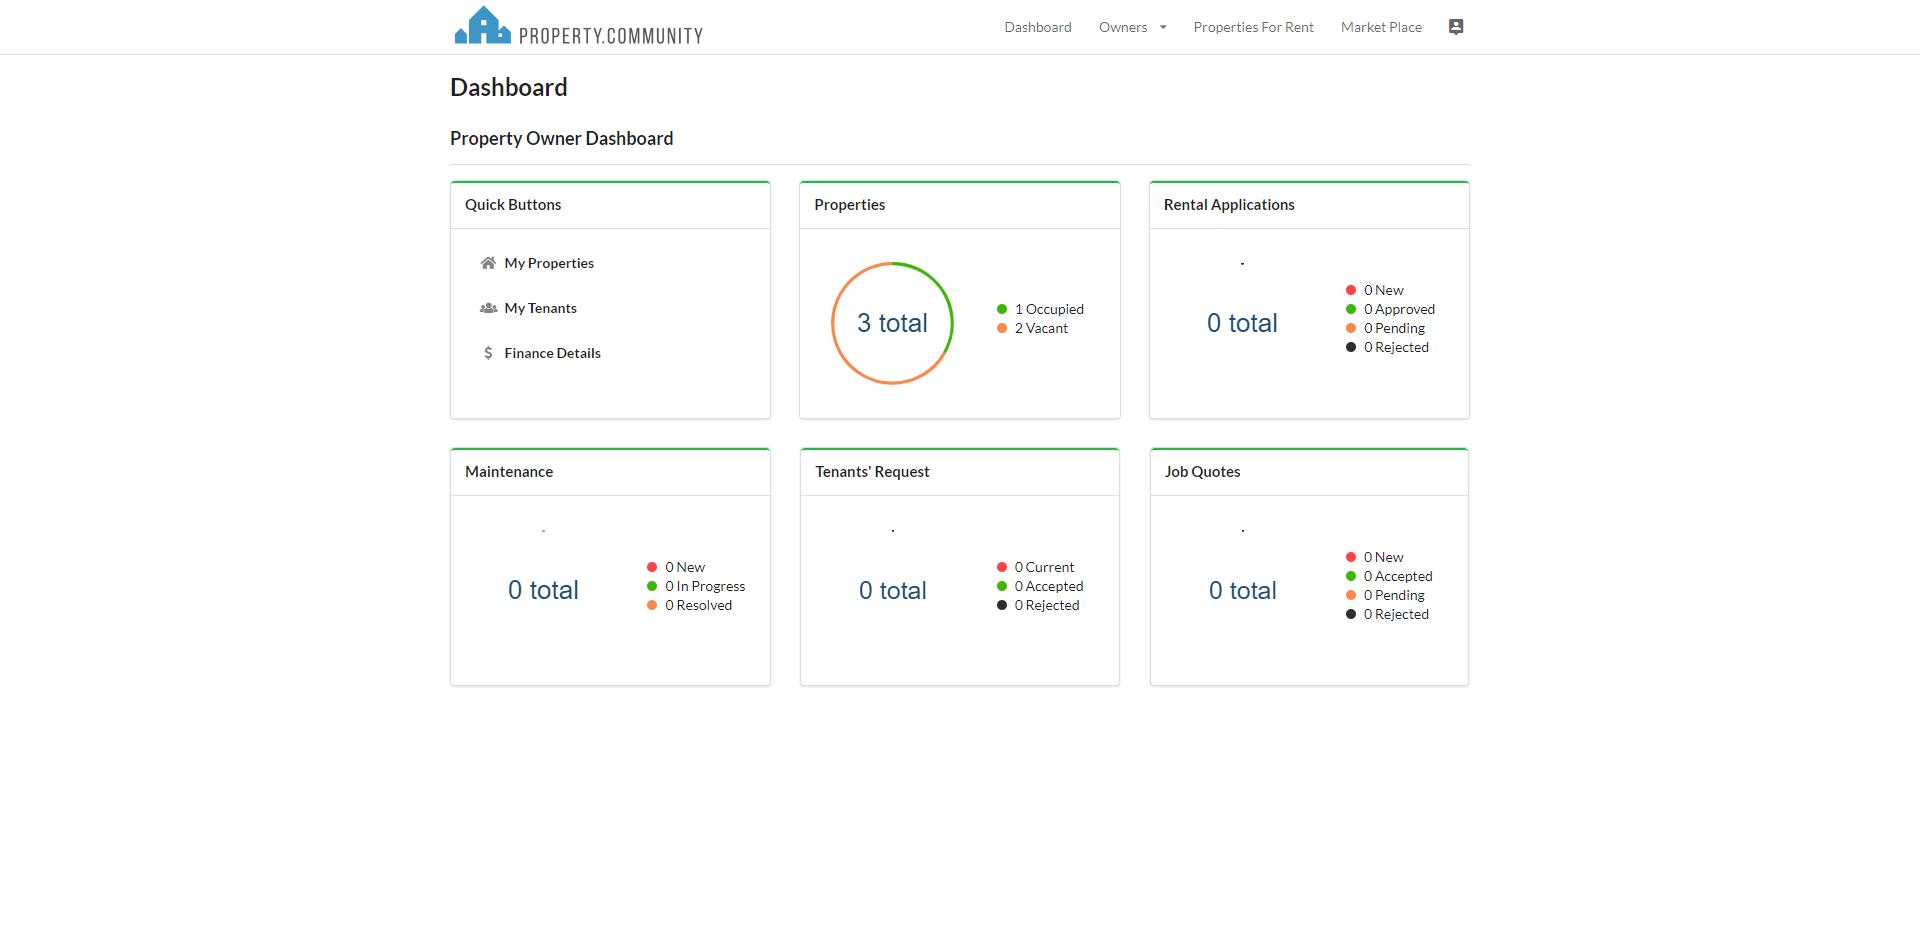 PROPERTY.COMMUNITY
Dashboard
Owners
Properties For Rent
Market Place
Dashboard
Property Owner Dashboard
Quick Buttons
My Properties
My Tenants
Finance Details
Properties
3 total
1 Occupied
2 Vacant
Rental Applications
0 total
0 New
0 Approved
0 Pending
0 Rejected
Maintenance
0 total
0 New
0 In Progress
0 Resolved
Tenants' Request
0 total
0 Current
0 Accepted
0 Rejected
Job Quotes
0 total
0 New
0 Accepted
0 Pending
0 Rejected